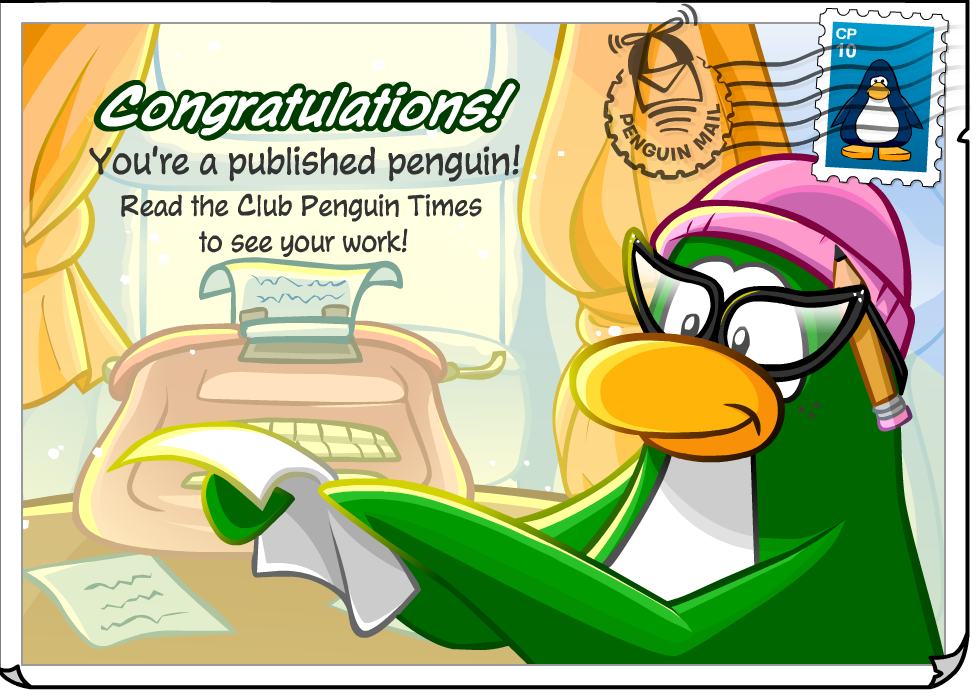 Congratulations!
You're a published penguin!
Read the Club Penguin Times
to see your work!
PENGUIN MAIL
CP
10